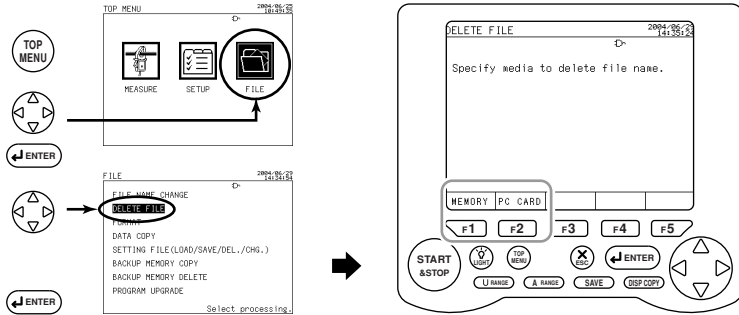 TOP MENU
2004/06/25
10:49:35
TOP
MENU
MEASURE
SETUP
FILE
ENTER
FILE
2004/06/29
14:34:54
FILE NAME CHANGE
DELETE FILE
FORMAT
DATA COPY
SETTING FILE(LOAD/SAVE/DEL./CHG.)
BACKUP MEMORY COPY
BACKUP MEMORY DELETE
PROGRAM UPGRADE
Select processing.
ENTER
DELETE FILE
2004/06/29
14:35:24
Specify media to delete file name.
MEMORY
PC CARD
F1
F2
F3
F4
F5
START
&STOP
LIGHT
TOP
MENU
ESC
ENTER
U RANGE
A RANGE
SAVE
DISP COPY